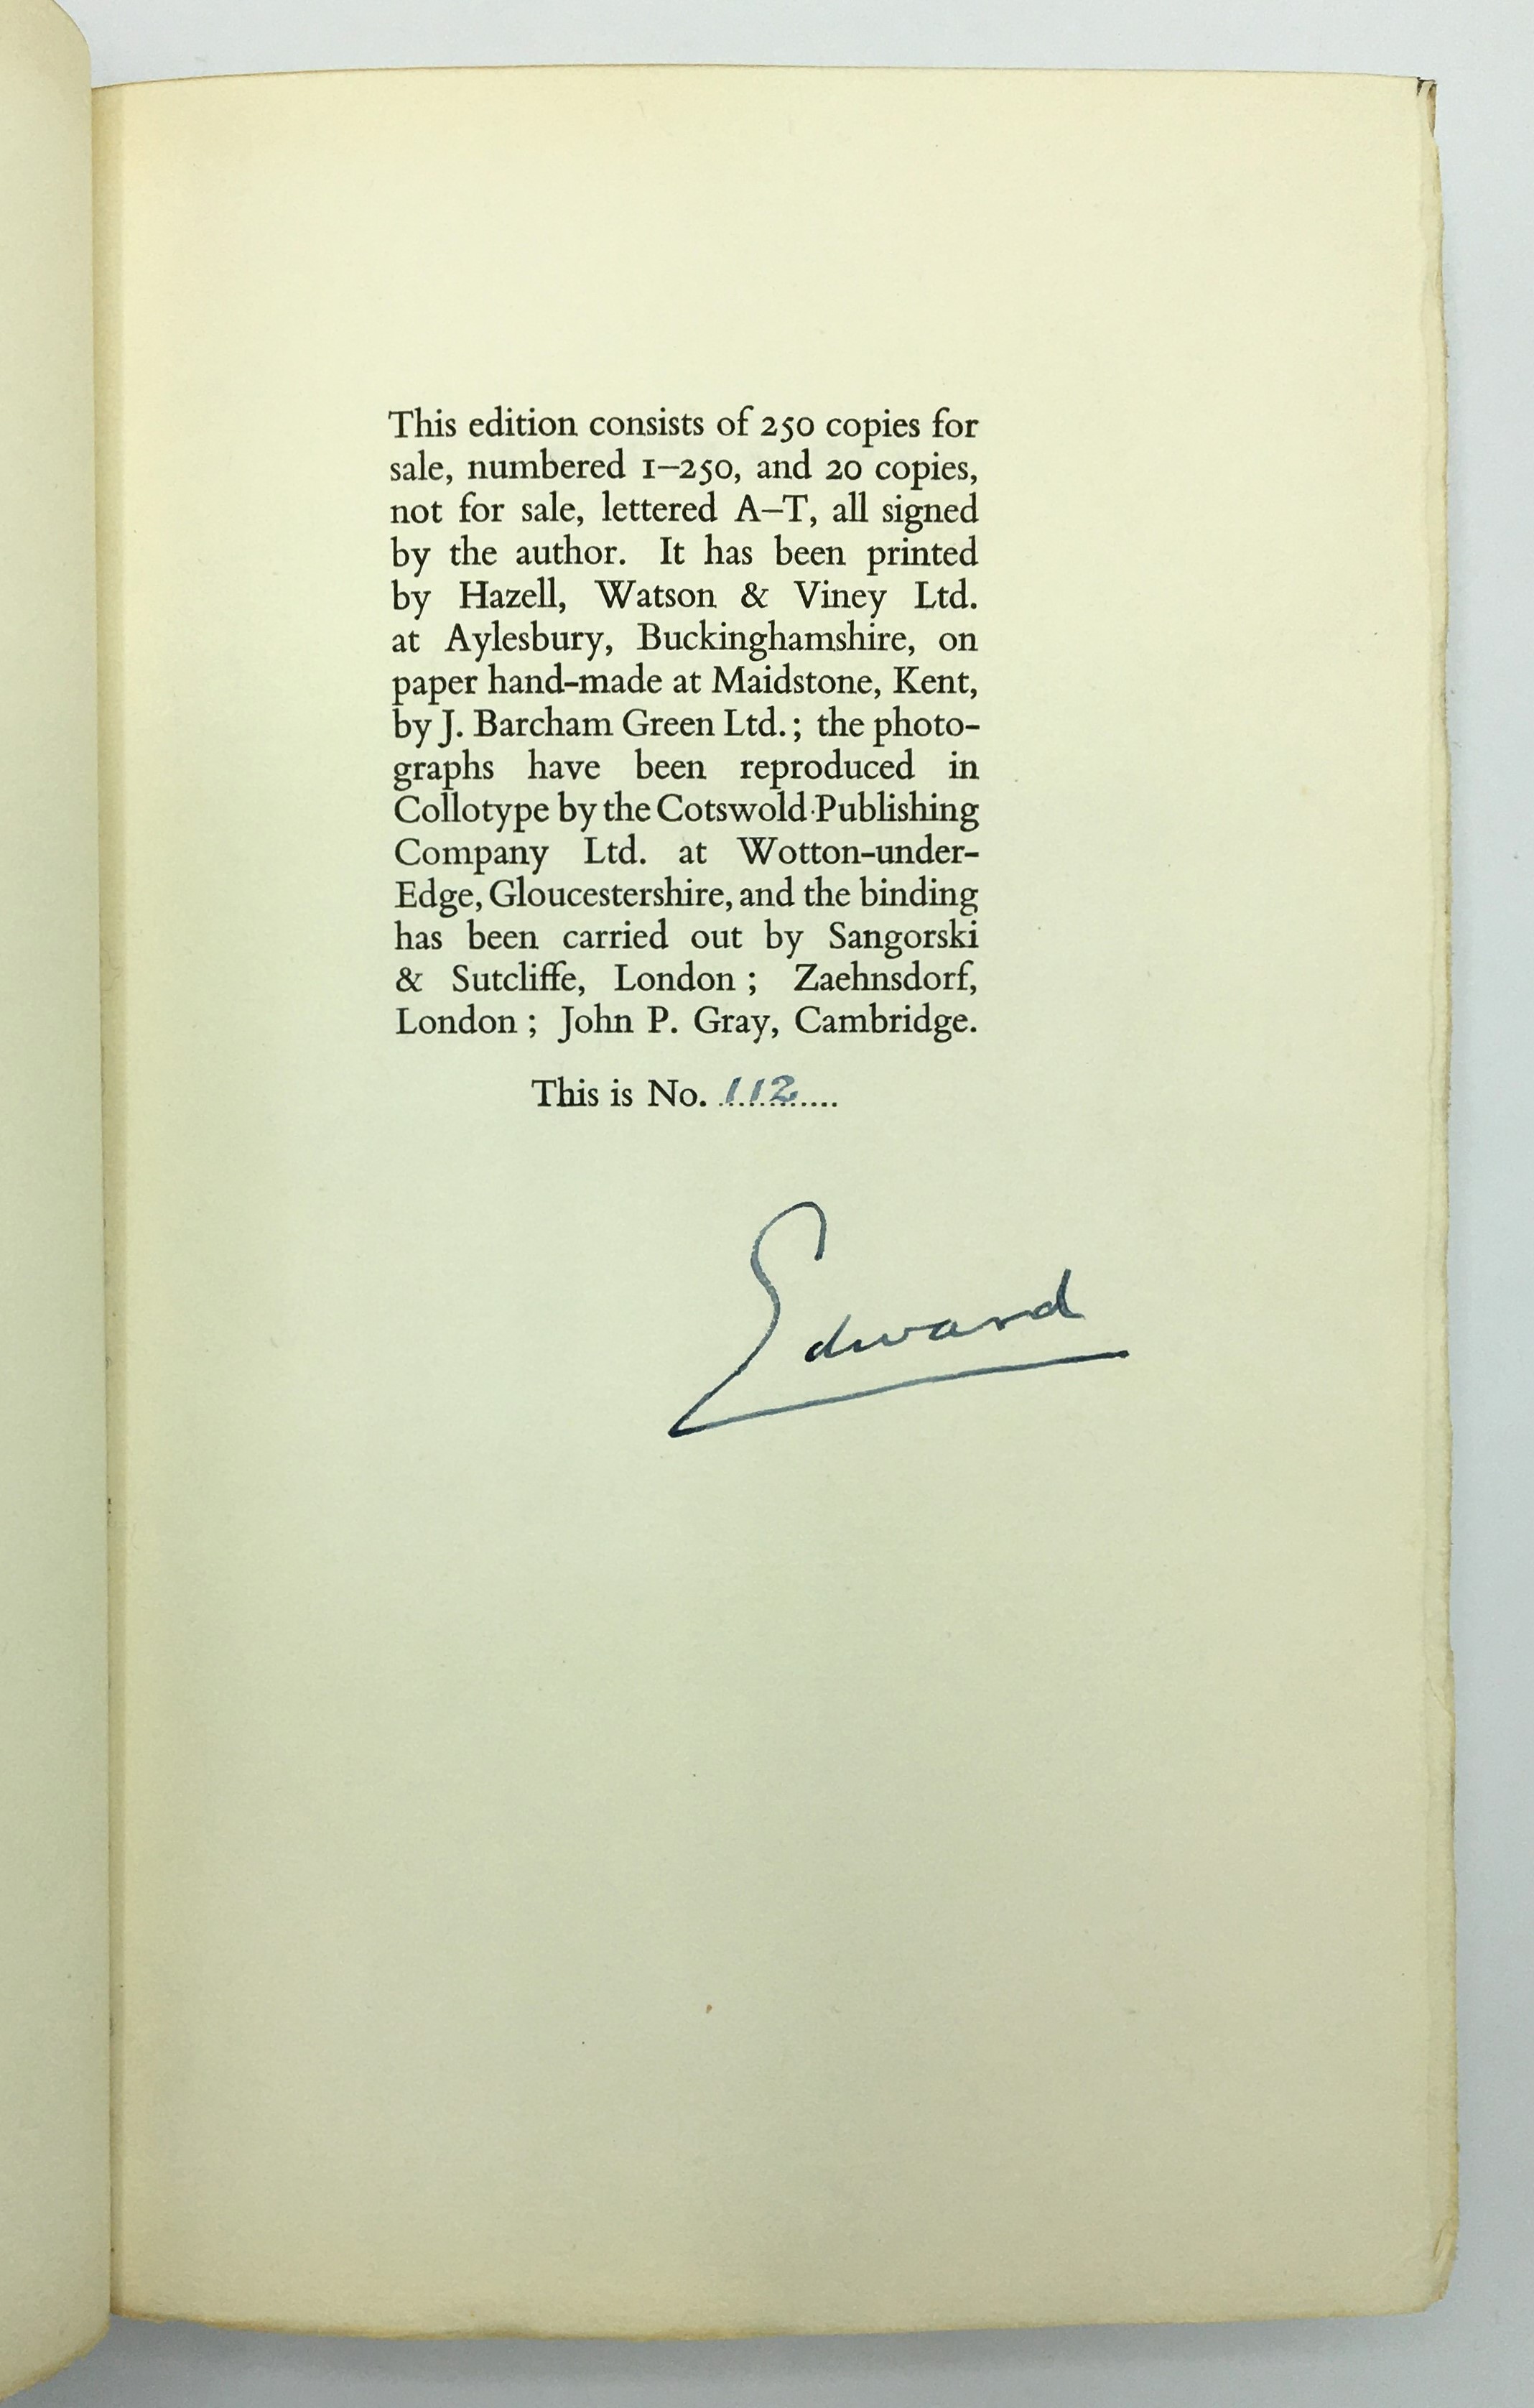 This edition consists of 250 copies for
sale, numbered 1–250, and 20 copies,
not for sale, lettered A–T, all signed
by the author. It has been printed
by Hazell, Watson & Viney Ltd.
at Aylesbury, Buckinghamshire, on
paper hand-made at Maidstone, Kent,
by J. Barcham Green Ltd.; the photo-
graphs have been reproduced in
Collotype by the Cotswold Publishing
Company Ltd. at Wotton-under-
Edge, Gloucestershire, and the binding
has been carried out by Sangorski
& Sutcliffe, London; Zaehnsdorf,
London; John P. Gray, Cambridge.
This is No. 112
Edward